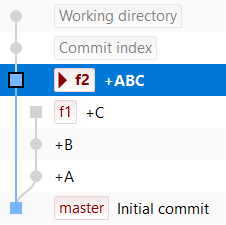 Working directory
Commit index
f2 +ABC
f1 +C
+B
+A
master Initial commit